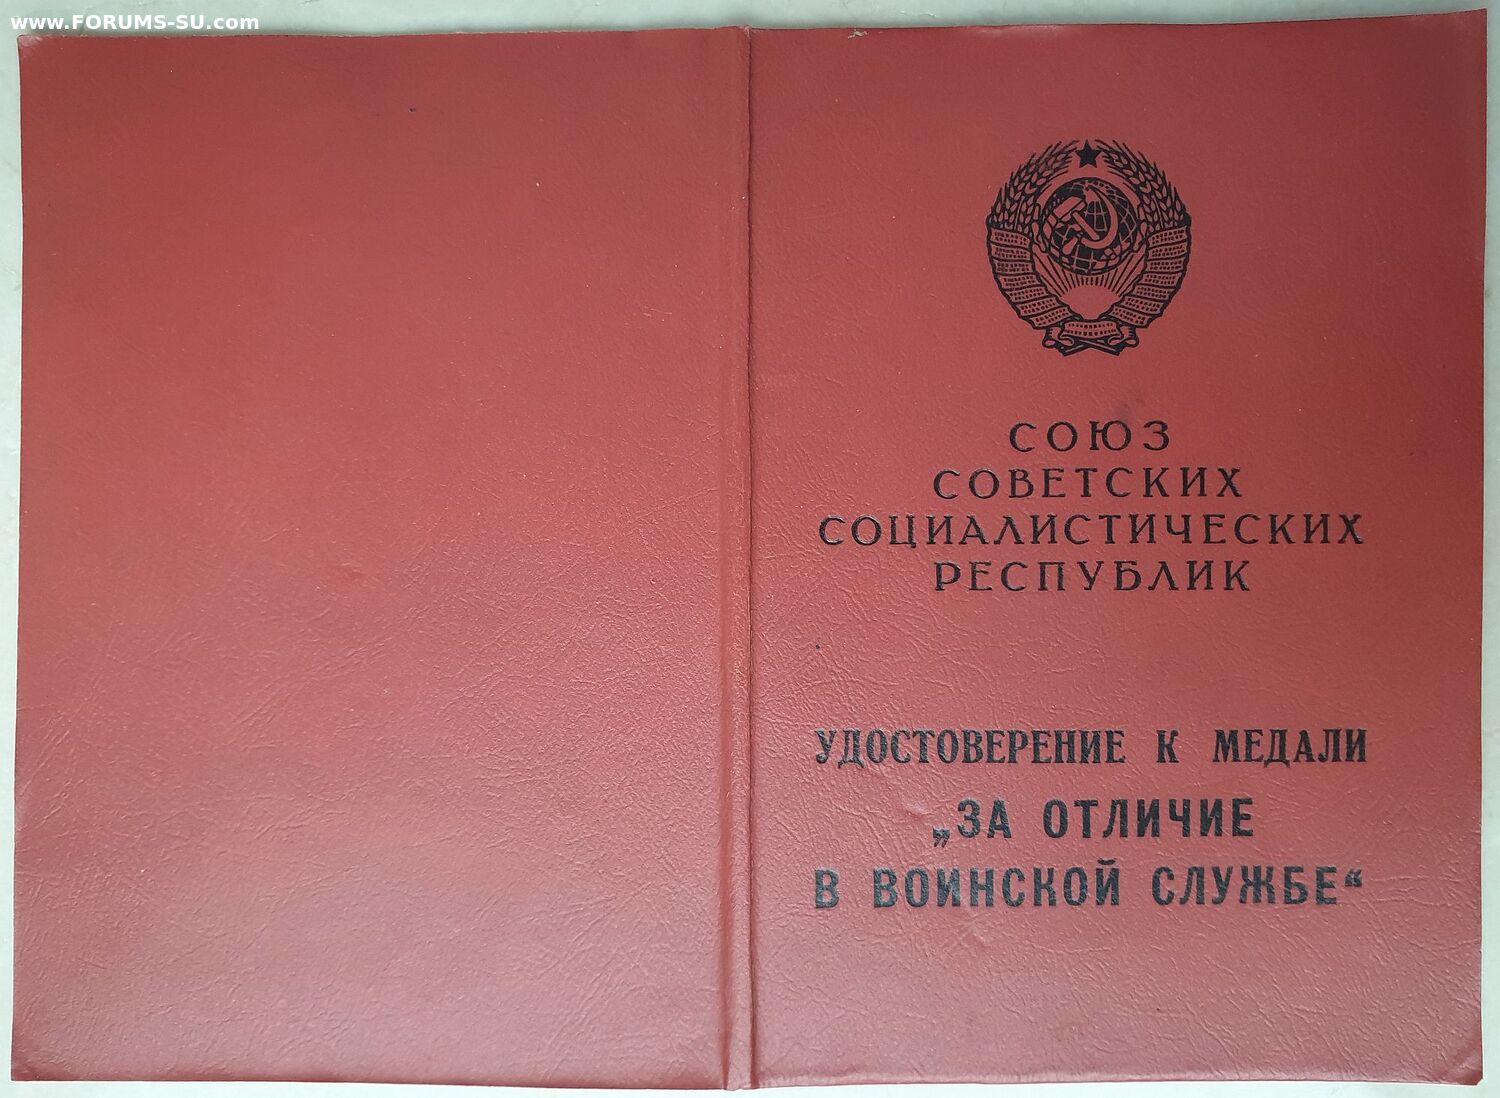 www.FORUMS-SU.com
СОЮЗ
СОВЕТСКИХ
СОЦИАЛИСТИЧЕСКИХ
РЕСПУБЛИК
УДОСТОВЕРЕНИЕ К МЕДАЛИ
„ЗА ОТЛИЧИЕ
В ВОИНСКОЙ СЛУЖБЕ“